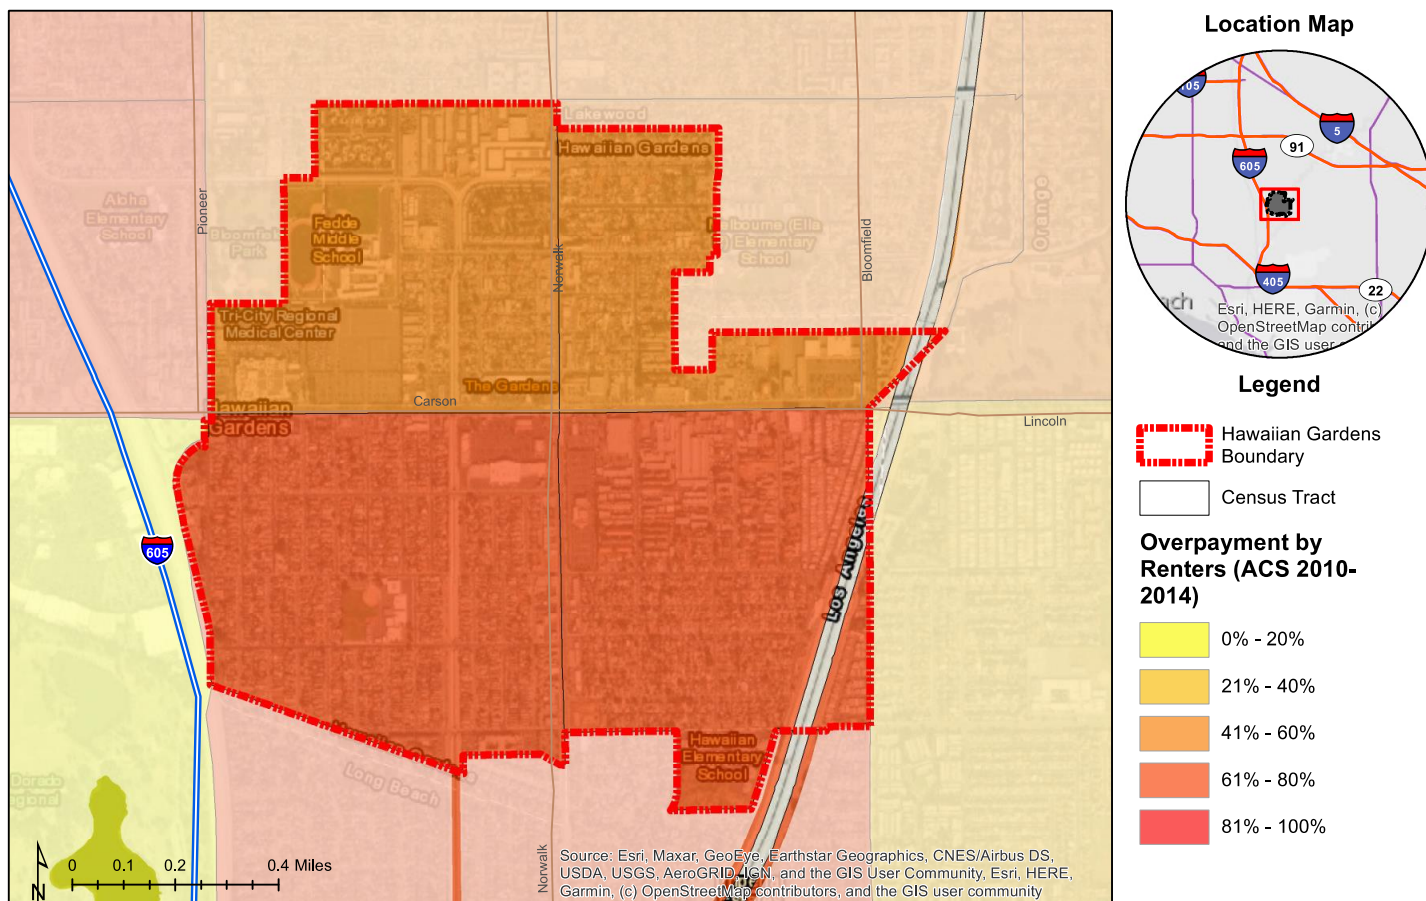 Lakewood
Hawaiian Gardens
Aloha
Elementary
School
Pioneer
Bloomfield
Park
Fedde
Middle
School
Norwalk
Elementary
School
Bloomfield
Orange
Tri-City Regional
Medical Center
The Gardens
Carson
Lincoln
Hawaiian
Gardens
605
Los Angeles
Hawaiian
Elementary
School
Long Beach
Norwalk
0 0.1 0.2 0.4 Miles
N
Source: Esri, Maxar, GeoEye, Earthstar Geographics, CNES/Airbus DS,
USDA, USGS, AeroGRID, IGN, and the GIS User Community, Esri, HERE,
Garmin, (c) OpenStreetMap contributors, and the GIS user community
Location Map
105
5
91
605
405
22
ach
Esri, HERE, Garmin, (c)
OpenStreetMap contrib
and the GIS user
Legend
Hawaiian Gardens
Boundary
Census Tract
Overpayment by
Renters (ACS 2010-
2014)
0% - 20%
21% - 40%
41% - 60%
61% - 80%
81% - 100%